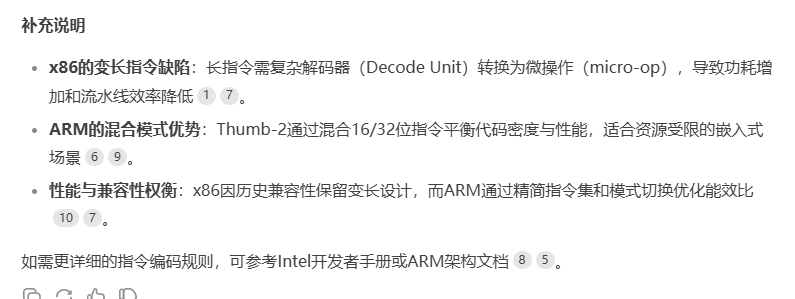 补充说明
x86的变长指令缺陷：长指令需复杂解码器（Decode Unit）转换为微操作（micro-op），导致功耗增
加和流水线效率降低 1 7 。
ARM的混合模式优势：Thumb-2通过混合16/32位指令平衡代码密度与性能，适合资源受限的嵌入式
场景 6 9 。
性能与兼容性权衡：x86因历史兼容性保留变长设计，而ARM通过精简指令集和模式切换优化能效比
10 7 。
如需更详细的指令编码规则，可参考Intel开发者手册或ARM架构文档 8 5 。